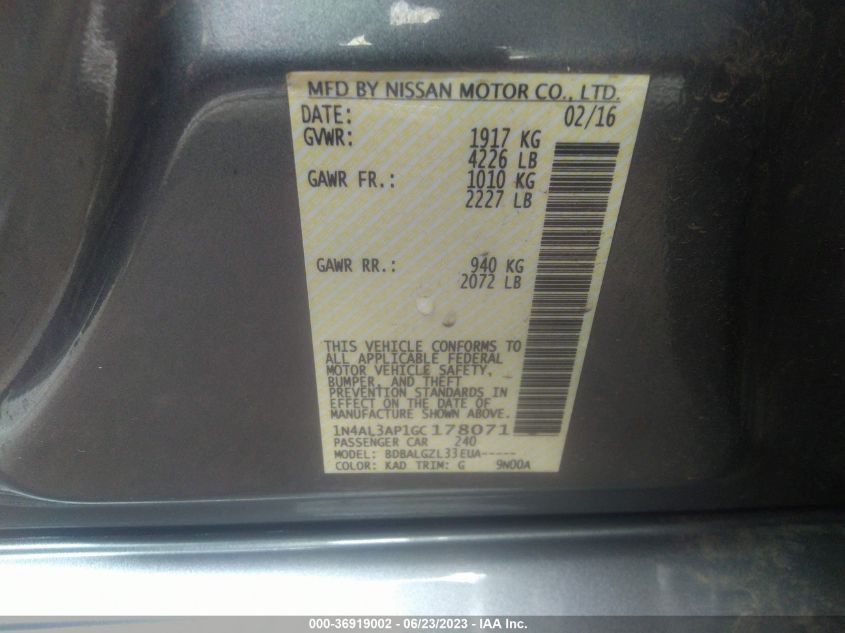 MFD BY NISSAN MOTOR CO., LTD.
DATE: 02/16
GVWR: 1917 KG
4226 LB
GAWR FR.: 1010 KG
2227 LB
GAWR RR.: 940 KG
2072 LB
THIS VEHICLE CONFORMS TO
ALL APPLICABLE FEDERAL
MOTOR VEHICLE SAFETY,
BUMPER, AND THEFT
PREVENTION STANDARDS IN
EFFECT ON THE DATE OF
MANUFACTURE SHOWN ABOVE.
1N4AL3AP1GC178071
PASSENGER CAR 240
MODEL: BDBALGZL33EUA-----
COLOR: KAD TRIM: G 9N00A
000-36919002 - 06/23/2023 - IAA Inc.